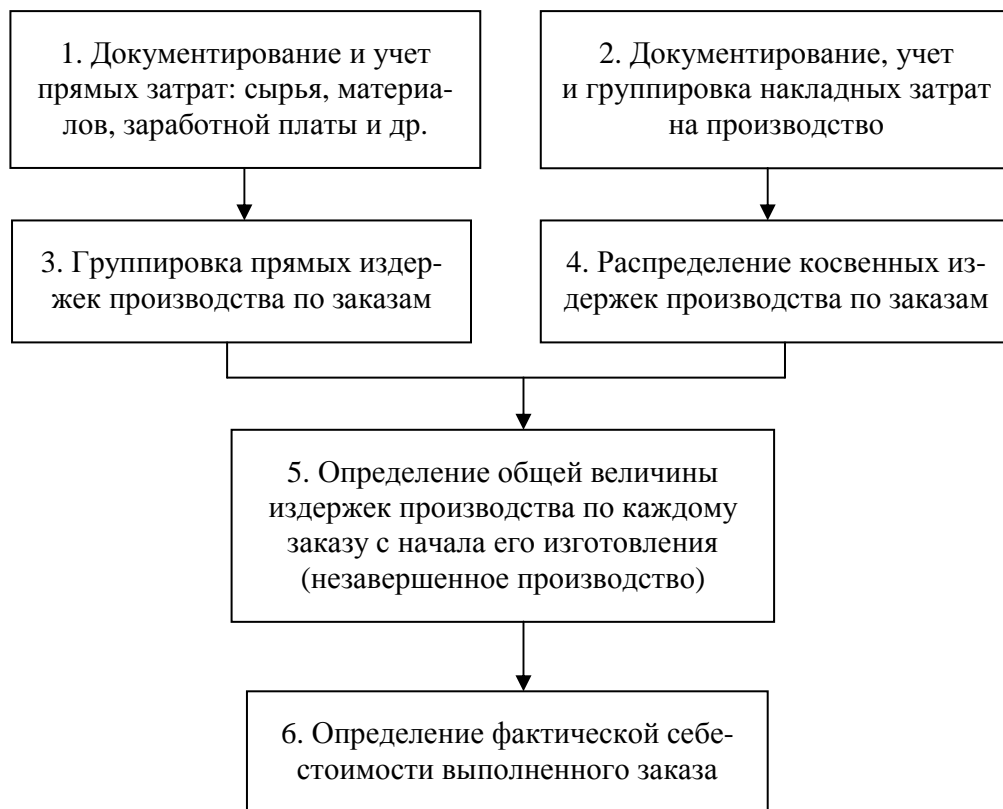 1. Документирование и учет
прямых затрат: сырья, материа-
лов, заработной платы и др.
2. Документирование, учет
и группировка накладных затрат
на производство
3. Группировка прямых издер-
жек производства по заказам
4. Распределение косвенных из-
держек производства по заказам
5. Определение общей величины
издержек производства по каждому
заказу с начала его изготовления
(незавершенное производство)
6. Определение фактической себе-
стоимости выполненного заказа